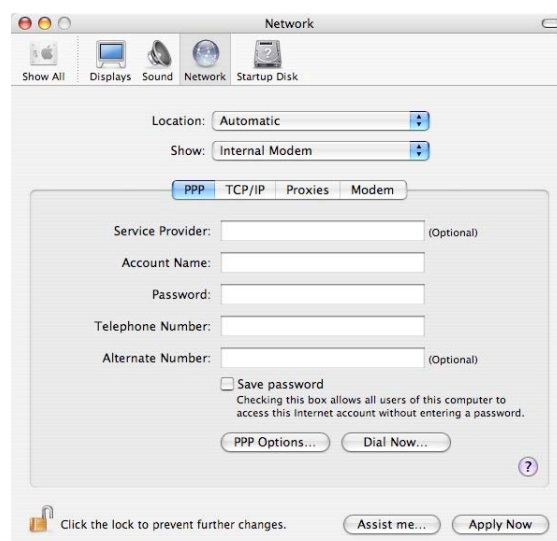 Network
Show All Displays Sound Network Startup Disk
Location: Automatic
Show: Internal Modem
PPP TCP/IP Proxies Modem
Service Provider: (Optional)
Account Name:
Password:
Telephone Number:
Alternate Number: (Optional)
Save password
Checking this box allows all users of this computer to
access this Internet account without entering a password.
PPP Options... Dial Now...
?
Click the lock to prevent further changes. Assist me... Apply Now